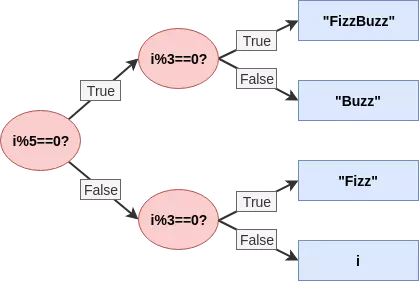 "FizzBuzz"
True
i%3==0?
False
True
"Buzz"
i%5==0?
False
"Fizz"
True
i%3==0?
False
i